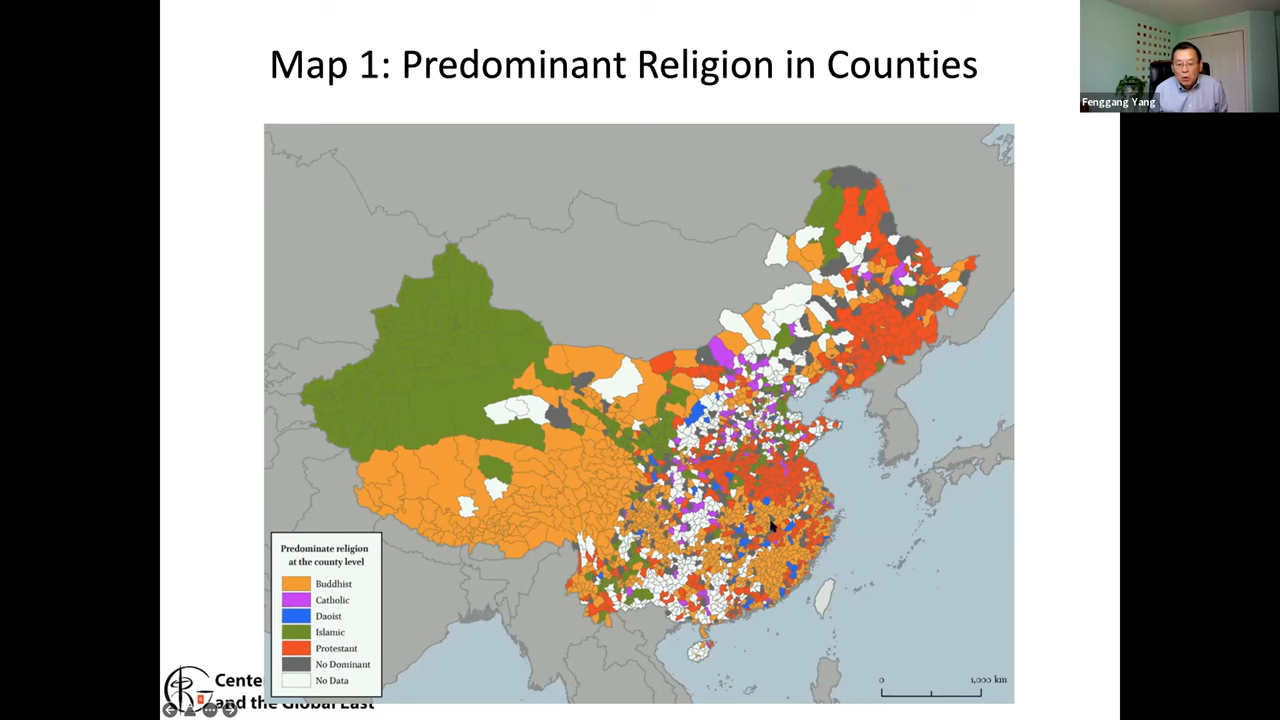 Map 1: Predominant Religion in Counties
Fenggang Yang
Predominate religion
at the county level
Buddhist
Catholic
Daoist
Islamic
Protestant
No Dominant
No Data
1,000 km
0
Cente
and the Global East